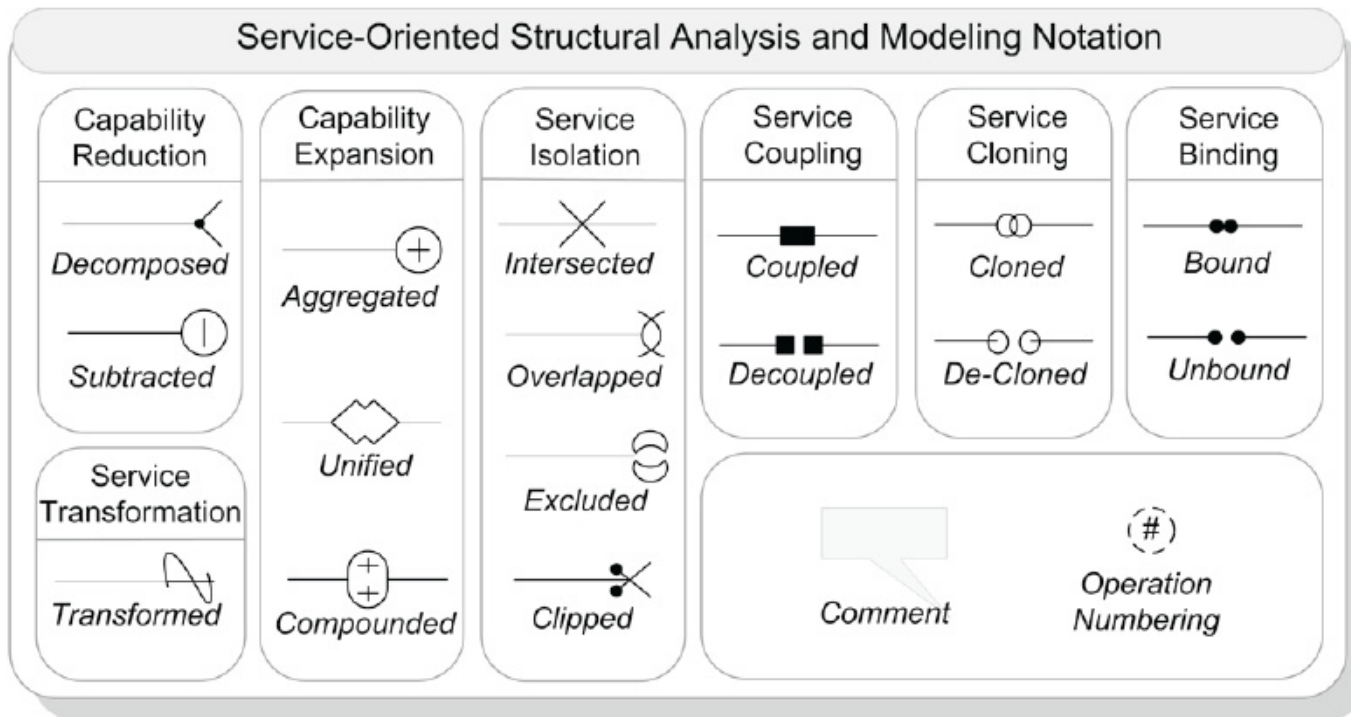 Service-Oriented Structural Analysis and Modeling Notation
Capability
Reduction
Decomposed
Subtracted
Service
Transformation
Transformed
Capability
Expansion
Aggregated
Unified
Compounded
Service
Isolation
Intersected
Overlapped
Excluded
Clipped
Service
Coupling
Coupled
Decoupled
Service
Cloning
Cloned
De-Cloned
Service
Binding
Bound
Unbound
Comment
#
Operation
Numbering